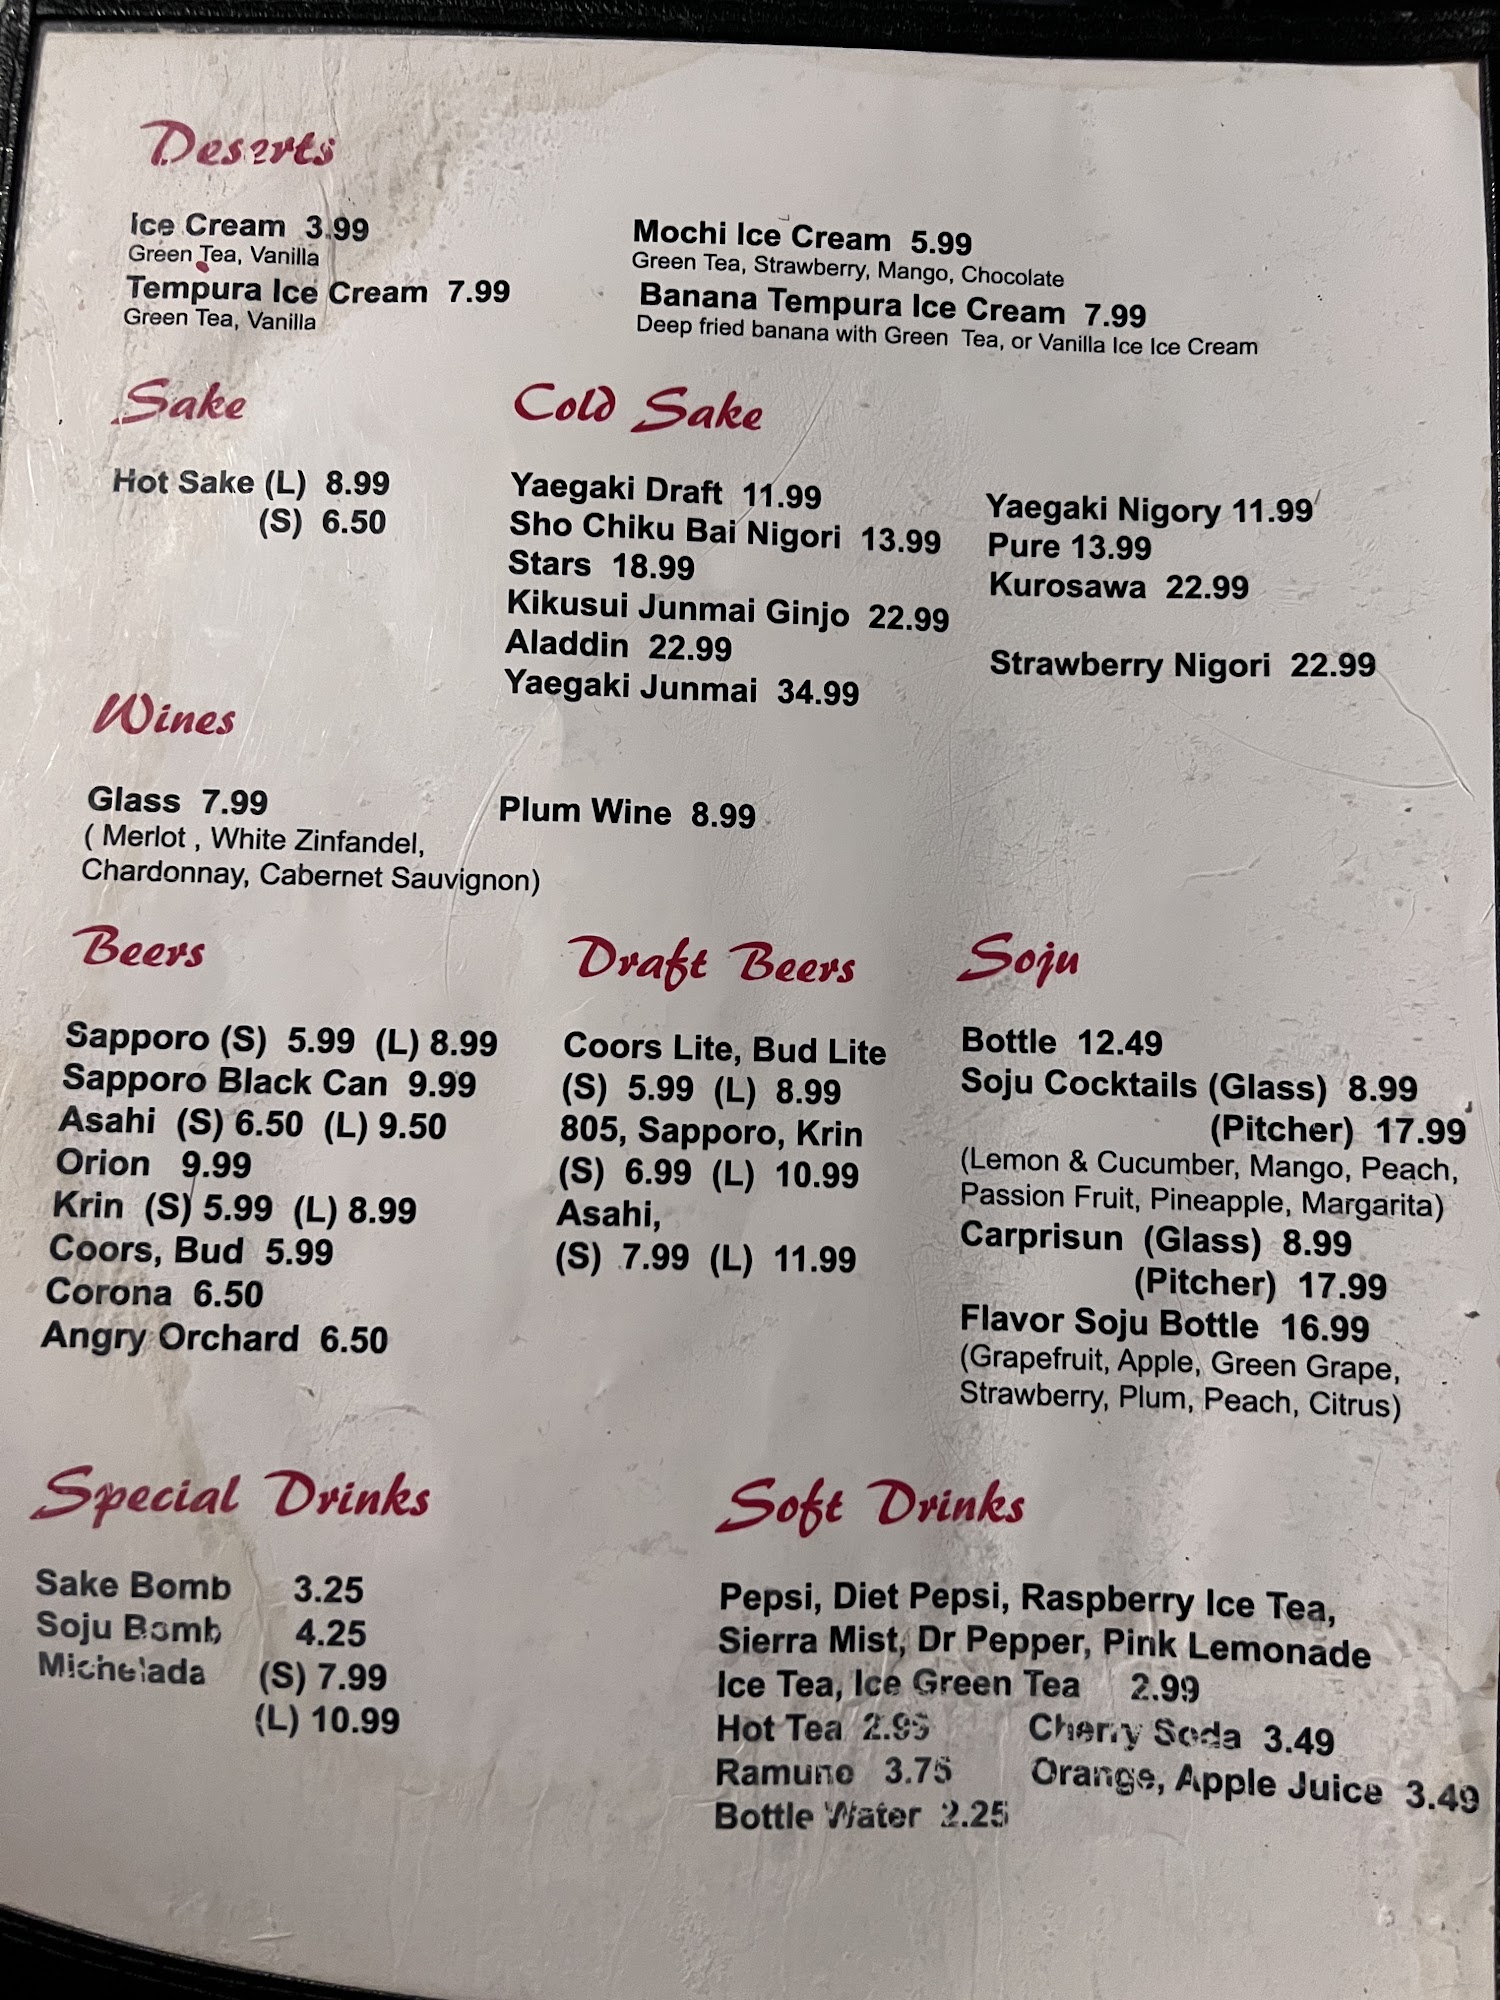 Deserts
Ice Cream 3.99
Green Tea, Vanilla
Tempura Ice Cream 7.99
Green Tea, Vanilla
Mochi Ice Cream 5.99
Green Tea, Strawberry, Mango, Chocolate
Banana Tempura Ice Cream 7.99
Deep fried banana with Green Tea, or Vanilla Ice Ice Cream
Sake
Hot Sake (L) 8.99
(S) 6.50
Cold Sake
Yaegaki Draft 11.99
Sho Chiku Bai Nigori 13.99
Stars 18.99
Kikusui Junmai Ginjo 22.99
Aladdin 22.99
Yaegaki Junmai 34.99
Yaegaki Nigory 11.99
Pure 13.99
Kurosawa 22.99
Strawberry Nigori 22.99
Wines
Glass 7.99
( Merlot , White Zinfandel,
Chardonnay, Cabernet Sauvignon)
Plum Wine 8.99
Beers
Sapporo (S) 5.99 (L) 8.99
Sapporo Black Can 9.99
Asahi (S) 6.50 (L) 9.50
Orion 9.99
Krin (S) 5.99 (L) 8.99
Coors, Bud 5.99
Corona 6.50
Angry Orchard 6.50
Draft Beers
Coors Lite, Bud Lite
(S) 5.99 (L) 8.99
805, Sapporo, Krin
(S) 6.99 (L) 10.99
Asahi,
(S) 7.99 (L) 11.99
Soju
Bottle 12.49
Soju Cocktails (Glass) 8.99
(Pitcher) 17.99
(Lemon & Cucumber, Mango, Peach,
Passion Fruit, Pineapple, Margarita)
Carprisun (Glass) 8.99
(Pitcher) 17.99
Flavor Soju Bottle 16.99
(Grapefruit, Apple, Green Grape,
Strawberry, Plum, Peach, Citrus)
Special Drinks
Sake Bomb 3.25
Soju Bomb 4.25
Michelada (S) 7.99
(L) 10.99
Soft Drinks
Pepsi, Diet Pepsi, Raspberry Ice Tea,
Sierra Mist, Dr Pepper, Pink Lemonade
Ice Tea, Ice Green Tea 2.99
Hot Tea
Cherry Soda 3.49
Ramune 3.75
Orange, Apple Juice 3.49
Bottle Water 2.25